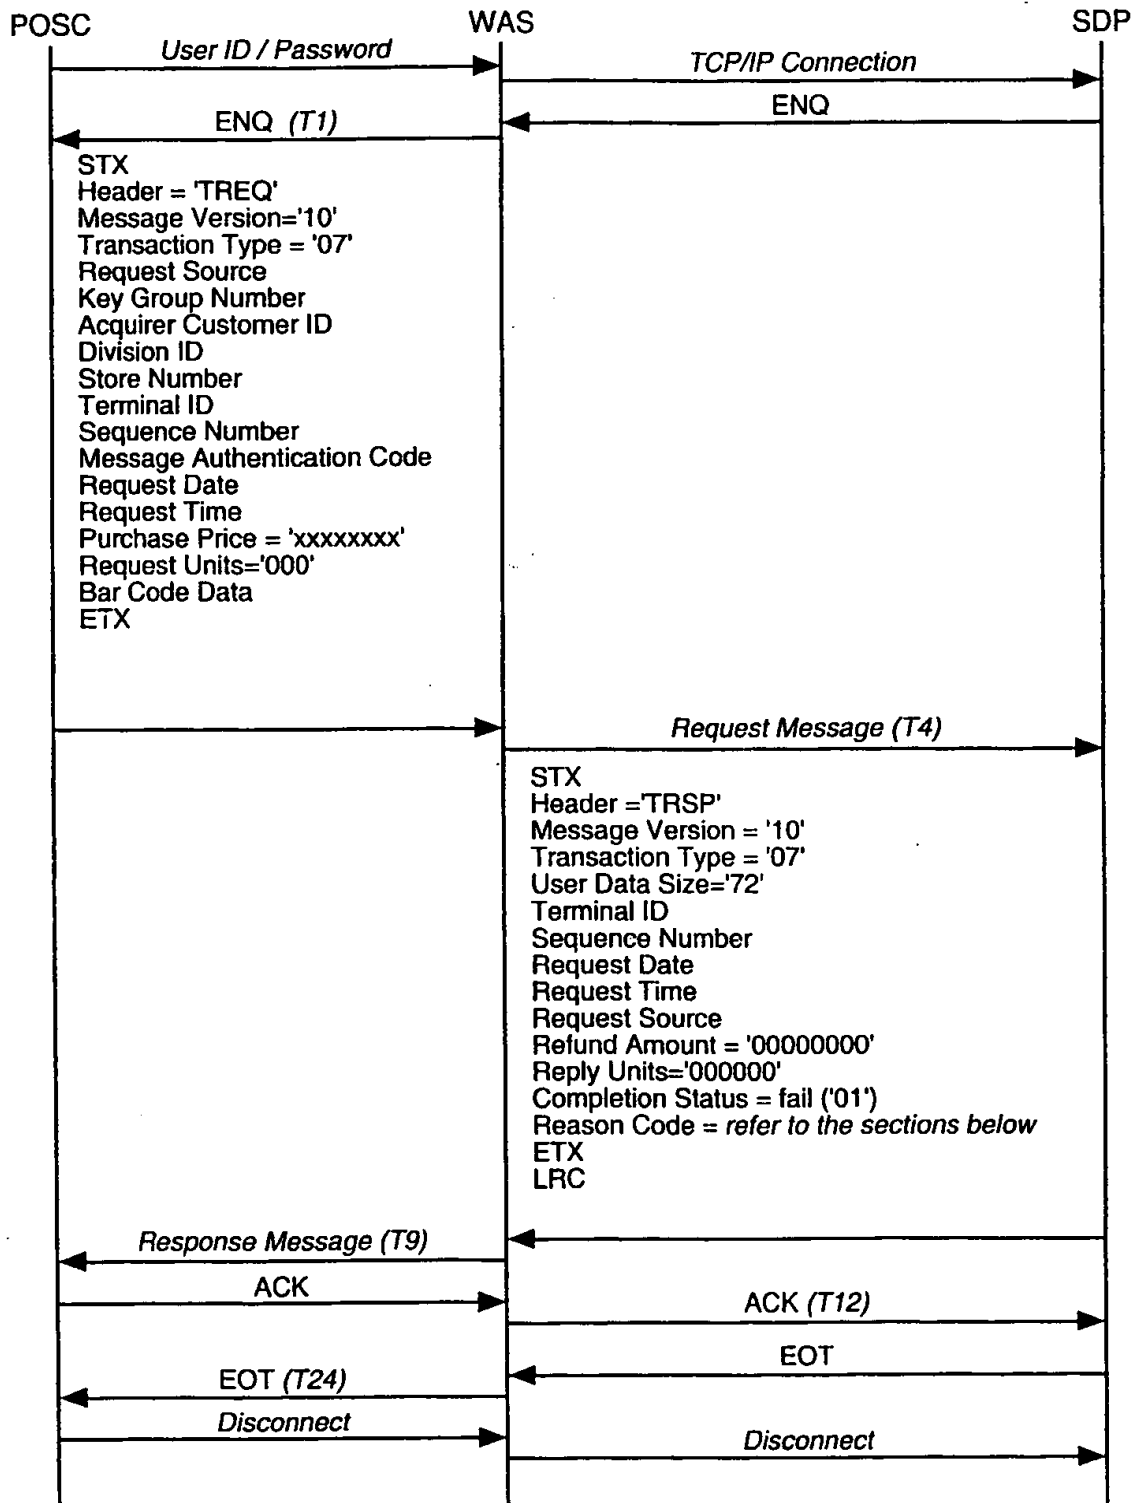 POSC
WAS
SDP
User ID / Password
TCP/IP Connection
ENQ
ENQ (T1)
STX
Header = 'TREQ'
Message Version='10'
Transaction Type = '07'
Request Source
Key Group Number
Acquirer Customer ID
Division ID
Store Number
Terminal ID
Sequence Number
Message Authentication Code
Request Date
Request Time
Purchase Price = 'xxxxxxxx'
Request Units='000'
Bar Code Data
ETX
Request Message (T4)
STX
Header ='TRSP'
Message Version = '10'
Transaction Type = '07'
User Data Size='72'
Terminal ID
Sequence Number
Request Date
Request Time
Request Source
Refund Amount = '00000000'
Reply Units='000000'
Completion Status = fail ('01')
Reason Code = refer to the sections below
ETX
LRC
Response Message (T9)
ACK
ACK (T12)
EOT
EOT (T24)
Disconnect
Disconnect